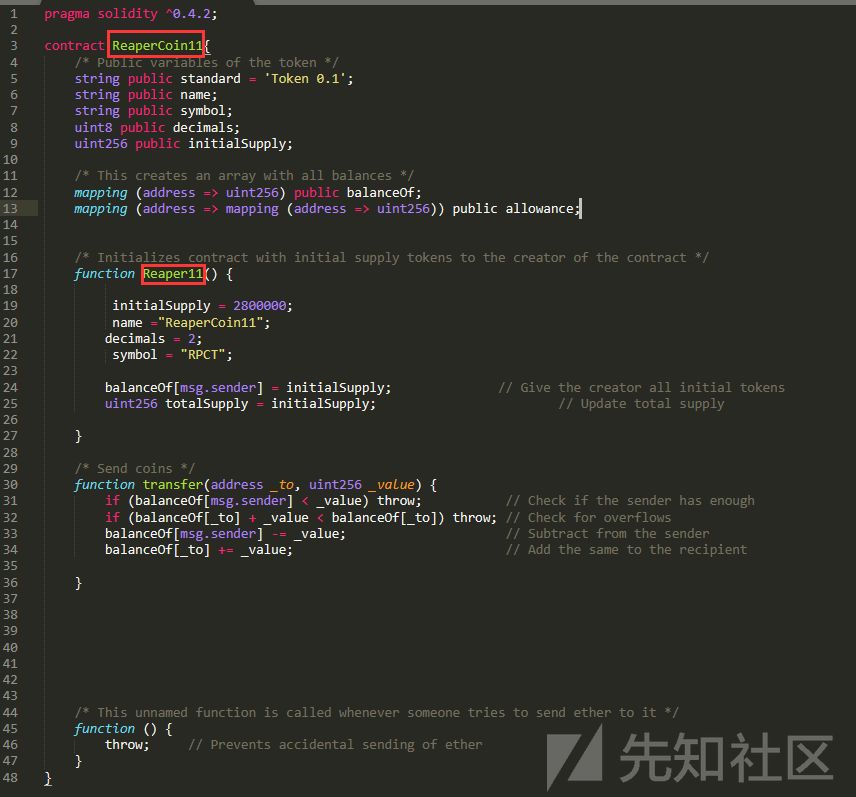 1 pragma solidity ^0.4.2;
2
3 contract ReaperCoin11{
4 /* Public variables of the token */
5 string public standard = 'Token 0.1';
6 string public name;
7 string public symbol;
8 uint8 public decimals;
9 uint256 public initialSupply;
10
11 /* This creates an array with all balances */
12 mapping (address => uint256) public balanceOf;
13 mapping (address => mapping (address => uint256)) public allowance;
14
15
16 /* Initializes contract with initial supply tokens to the creator of the contract */
17 function Reaper11() {
18
19 initialSupply = 2800000;
20 name ="ReaperCoin11";
21 decimals = 2;
22 symbol = "RPCT";
23
24 balanceOf[msg.sender] = initialSupply; // Give the creator all initial tokens
25 uint256 totalSupply = initialSupply; // Update total supply
26
27 }
28
29 /* Send coins */
30 function transfer(address _to, uint256 _value) {
31 if (balanceOf[msg.sender] < _value) throw; // Check if the sender has enough
32 if (balanceOf[_to] + _value < balanceOf[_to]) throw; // Check for overflows
33 balanceOf[msg.sender] -= _value; // Subtract from the sender
34 balanceOf[_to] += _value; // Add the same to the recipient
35
36 }
37
38
39
40
41
42
43
44 /* This unnamed function is called whenever someone tries to send ether to it */
45 function () {
46 throw; // Prevents accidental sending of ether
47 }
48 }
先知社区